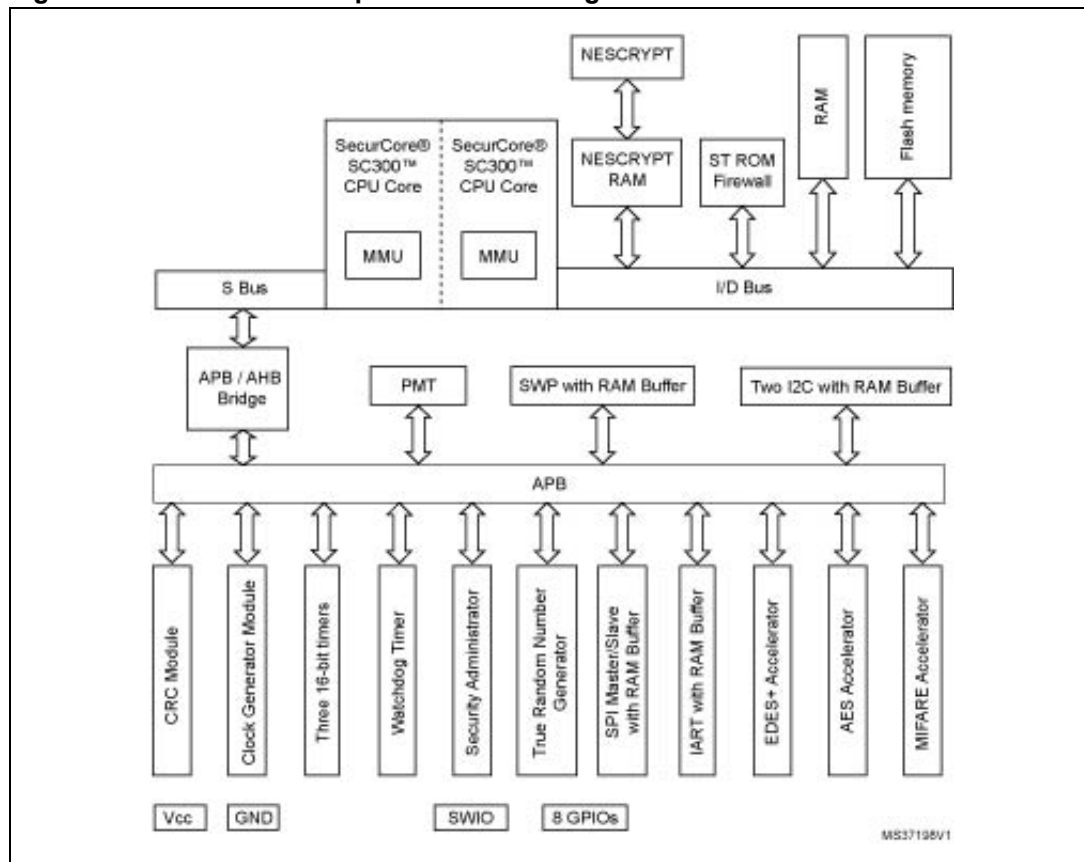 NESCRYPT
RAM
Flash memory
SecurCore®
SC300™
CPU Core
SecurCore®
SC300™
CPU Core
NESCRYPT
RAM
ST ROM
Firewall
MMU
MMU
S Bus
I/D Bus
APB / AHB
Bridge
PMT
SWP with RAM Buffer
Two I2C with RAM Buffer
APB
CRC Module
Clock Generator Module
Three 16-bit timers
Watchdog Timer
Security Administrator
True Random Number
Generator
SPI Master/Slave
with RAM Buffer
IART with RAM Buffer
EDES+ Accelerator
AES Accelerator
MIFARE Accelerator
Vcc
GND
SWIO
8 GPIOs
MS37198V1